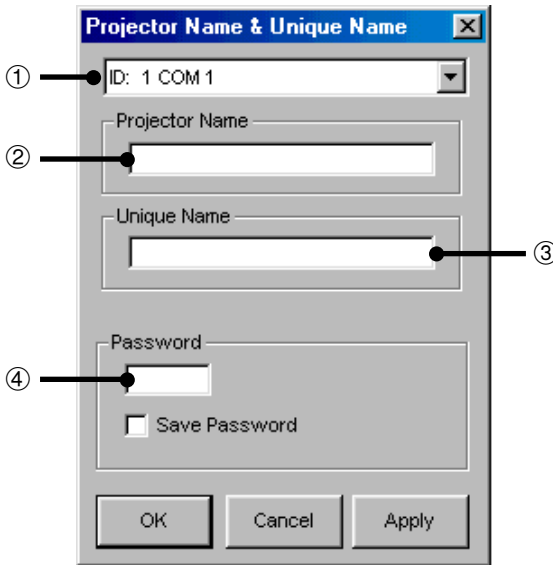 Projector Name & Unique Name
① ID: 1 COM 1
Projector Name
②
Unique Name
③
Password
④
Save Password
OK Cancel Apply